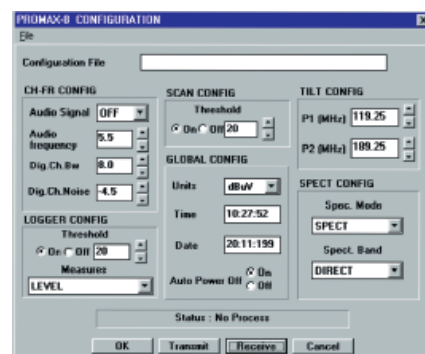 PROMAX-8 CONFIGURATION
File
Configuration File
CH-FR CONFIG
Audio Signal OFF
Audio frequency 5.5
Dig.Ch.Bw 8.0
Dig.Ch.Noise -4.5
LOGGER CONFIG
Threshold
On Off 20
Measures
LEVEL
SCAN CONFIG
Threshold
On Off 20
GLOBAL CONFIG
Units dBuV
Time 10:27:52
Date 20:11:199
Auto Power Off On
Off
TILT CONFIG
P1 (MHz) 119.25
P2 (MHz) 189.25
SPECT CONFIG
Spec. Mode
SPECT
Spect. Band
DIRECT
Status : No Process
OK Transmit Receive Cancel